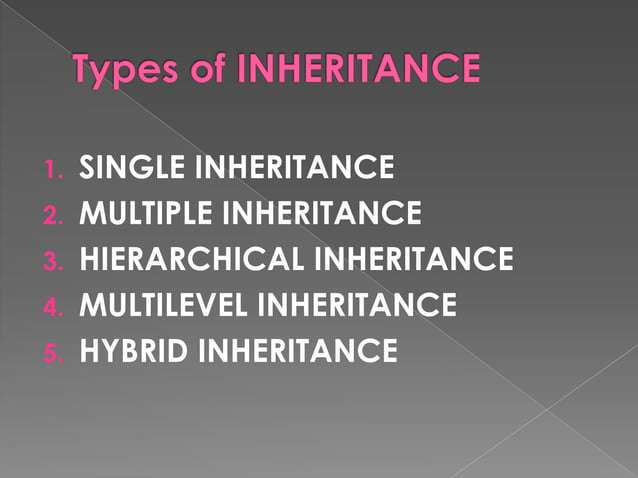 Types of INHERITANCE
1. SINGLE INHERITANCE
2. MULTIPLE INHERITANCE
3. HIERARCHICAL INHERITANCE
4. MULTILEVEL INHERITANCE
5. HYBRID INHERITANCE